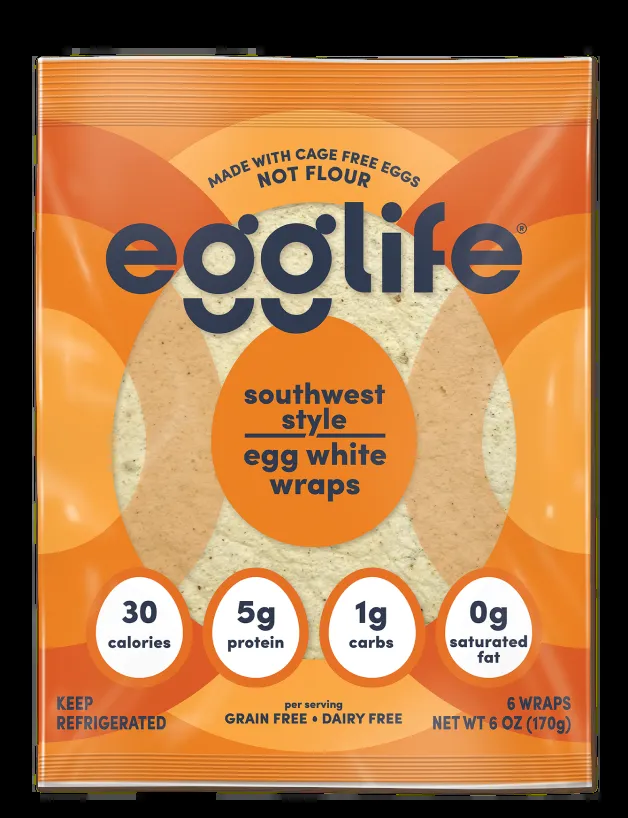 MADE WITH CAGE FREE EGGS
NOT FLOUR
egglife®
southwest
style
egg white
wraps
30
calories
5g
protein
1g
carbs
0g
saturated
fat
KEEP
REFRIGERATED
per serving
GRAIN FREE • DAIRY FREE
6 WRAPS
NET WT 6 OZ (170g)